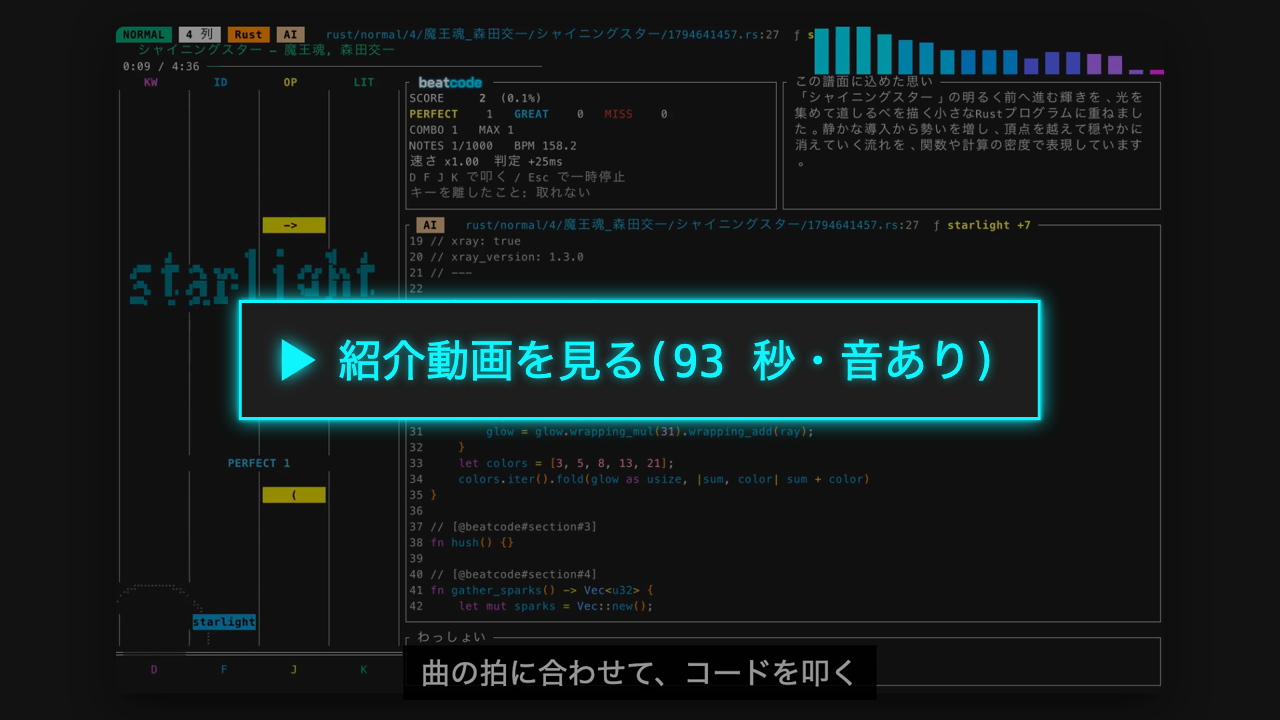 NORMAL 4 列 Rust AI rust/normal/4/魔王魂_森田交一/シャイニングスター/1794641457.rs:27 ƒ s
シャイニングスター — 魔王魂, 森田交一
0:09 / 4:36
KW ID OP LIT
beatcode
SCORE 2 (0.1%)
PERFECT 1 GREAT 0 MISS 0
COMBO 1 MAX 1
NOTES 1/1000 BPM 158.2
速さ x1.00 判定 +25ms
D F J K で叩く / Esc で一時停止
キーを離したこと: 取れない
この譜面に込めた思い
「シャイニングスター」の明るく前へ進む輝きを、光を
集めて道しるべを描く小さなRustプログラムに重ねまし
た。静かな導入から勢いを増し、頂点を越えて穏やかに
消えていく流れを、関数や計算の密度で表現しています
。
->
starlight
AI rust/normal/4/魔王魂_森田交一/シャイニングスター/1794641457.rs:27 ƒ starlight +7
19 // xray: true
20 // xray_version: 1.3.0
21 // ---
22
▶ 紹介動画を見る(93 秒・音あり)
31 glow = glow.wrapping_mul(31).wrapping_add(ray);
32 }
33 let colors = [3, 5, 8, 13, 21];
34 colors.iter().fold(glow as usize, |sum, color| sum + color)
35 }
36
37 // [@beatcode#section#3]
38 fn hush() {}
39
40 // [@beatcode#section#4]
41 fn gather_sparks() -> Vec<u32> {
42 let mut sparks = Vec::new();
PERFECT 1
(
starlight
D F J K
わっしょい
曲の拍に合わせて、コードを叩く